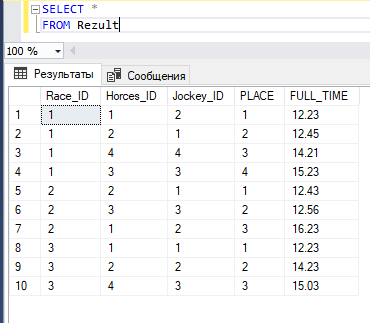 SELECT *
FROM Rezult
100 %
Результаты Сообщения
Race_ID Horces_ID Jockey_ID PLACE FULL_TIME
1 1 1 2 1 12.23
2 1 2 1 2 12.45
3 1 4 4 3 14.21
4 1 3 3 4 15.23
5 2 2 1 1 12.43
6 2 3 3 2 12.56
7 2 1 2 3 16.23
8 3 1 1 1 12.23
9 3 2 2 2 14.23
10 3 4 3 3 15.03